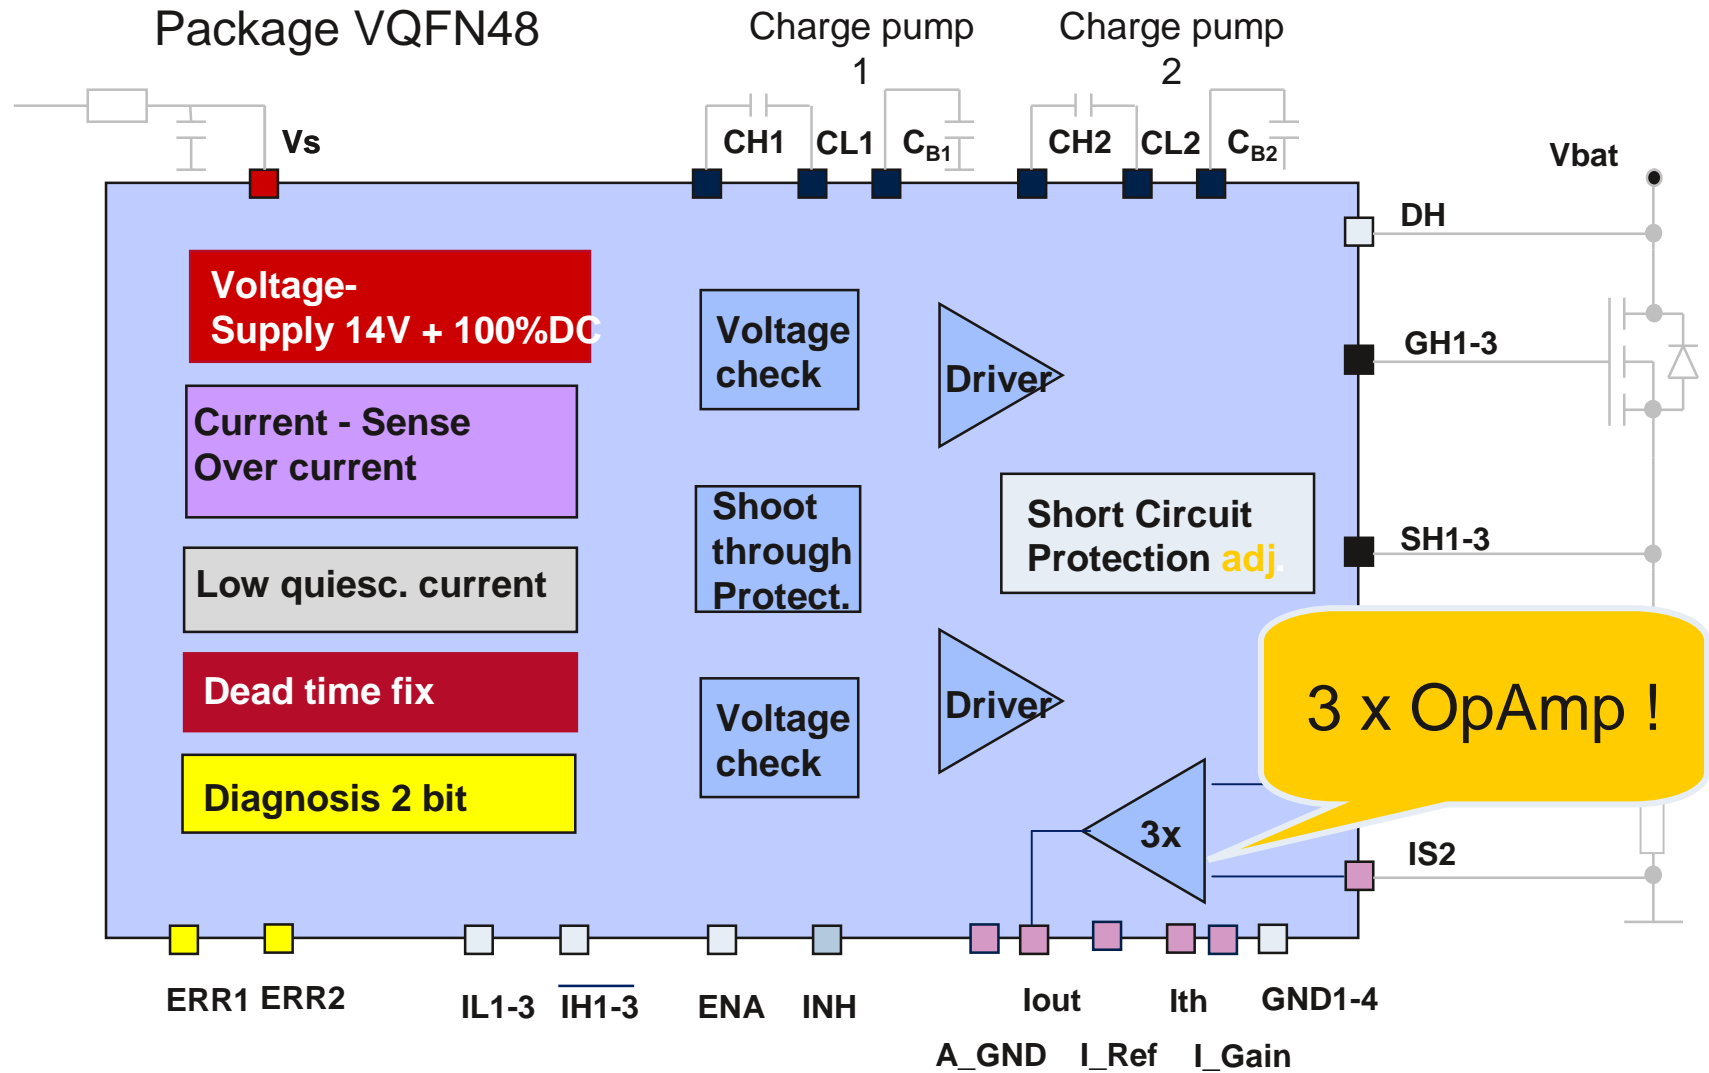 Package VQFN48
Charge pump
1
Charge pump
2
Vs
CH1
CL1
CB1
CH2
CL2
CB2
Vbat
DH
Voltage-
Supply 14V + 100%DC
Voltage
check
Driver
GH1-3
Current - Sense
Over current
Shoot
through
Protect.
Short Circuit
Protection adj.
SH1-3
Low quiesc. current
Dead time fix
Voltage
check
Driver
3 x OpAmp !
Diagnosis 2 bit
3x
IS2
ERR1
ERR2
IL1-3
IH1-3
ENA
INH
Iout
Ith
GND1-4
A_GND
I_Ref
I_Gain